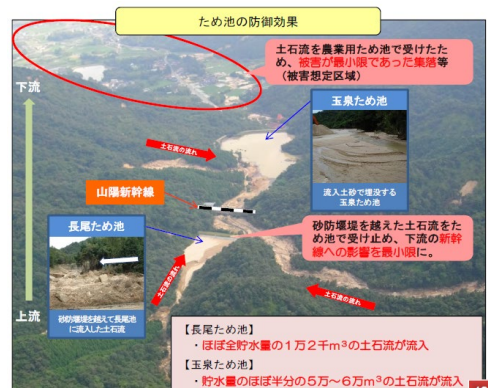 ため池の防御効果
土石流を農業用ため池で受けたた
め、被害が最小限であった集落等
（被害想定区域）
下流
玉泉ため池
土石流の流れ
流入土砂で埋没する
玉泉ため池
山陽新幹線
長尾ため池
砂防堰堤を越えた土石流をた
め池で受け止め、下流の新幹
線への影響を最小限に。
土石流の流れ
土石流の流れ
上流
砂防堰堤を越えて長尾池
に流入した土石流
【長尾ため池】
・ほぼ全貯水量の１万２千m³の土石流が流入
【玉泉ため池】
・貯水量のほぼ半分の５万～６万m³の土石流が流入